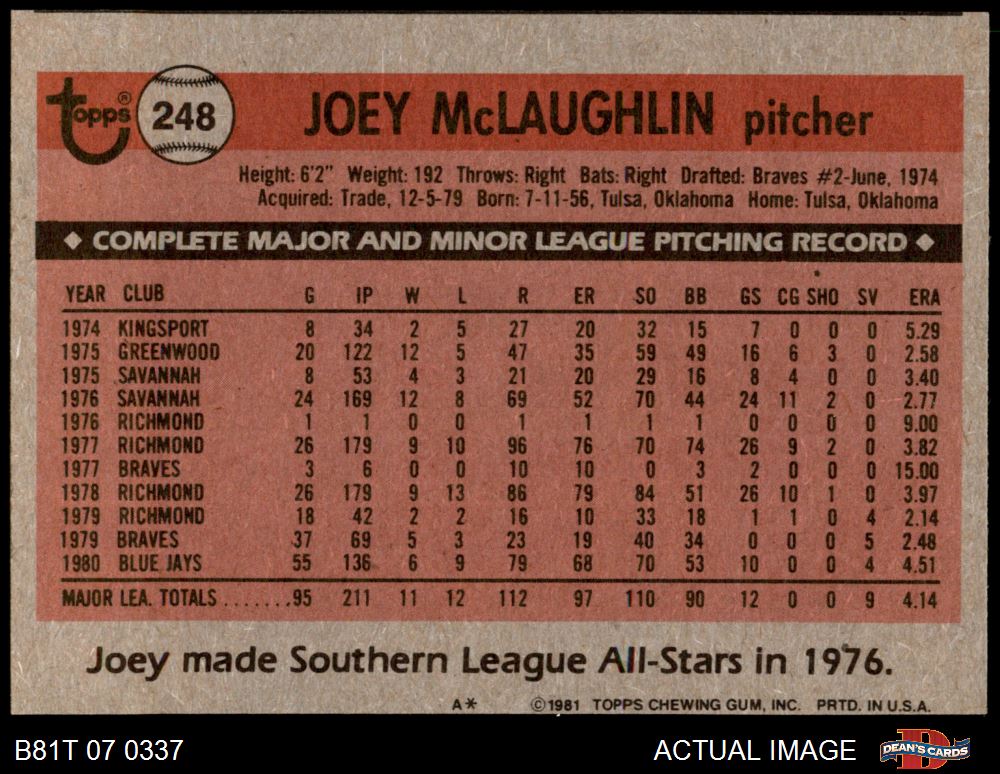 topps® 248 JOEY McLAUGHLIN pitcher
Height: 6'2" Weight: 192 Throws: Right Bats: Right Drafted: Braves #2-June, 1974
Acquired: Trade, 12-5-79 Born: 7-11-56, Tulsa, Oklahoma Home: Tulsa, Oklahoma
◆ COMPLETE MAJOR AND MINOR LEAGUE PITCHING RECORD ◆
YEAR CLUB G IP W L R ER SO BB GS CG SHO SV ERA
1974 KINGSPORT 8 34 2 5 27 20 32 15 7 0 0 0 5.29
1975 GREENWOOD 20 122 12 5 47 35 59 49 16 6 3 0 2.58
1975 SAVANNAH 8 53 4 3 21 20 29 16 8 4 0 0 3.40
1976 SAVANNAH 24 169 12 8 69 52 70 44 24 11 2 0 2.77
1976 RICHMOND 1 1 0 0 1 1 1 1 0 0 0 0 9.00
1977 RICHMOND 26 179 9 10 96 76 70 74 26 9 2 0 3.82
1977 BRAVES 3 6 0 0 10 10 0 3 2 0 0 0 15.00
1978 RICHMOND 26 179 9 13 86 79 84 51 26 10 1 0 3.97
1979 RICHMOND 18 42 2 2 16 10 33 18 1 1 0 4 2.14
1979 BRAVES 37 69 5 3 23 19 40 34 0 0 0 5 2.48
1980 BLUE JAYS 55 136 6 9 79 68 70 53 10 0 0 4 4.51
MAJOR LEA. TOTALS.......95 211 11 12 112 97 110 90 12 0 0 9 4.14
Joey made Southern League All-Stars in 1976.
A* ©1981 TOPPS CHEWING GUM, INC. PRTD. IN U.S.A.
B81T 07 0337 ACTUAL IMAGE DEAN'S CARDS